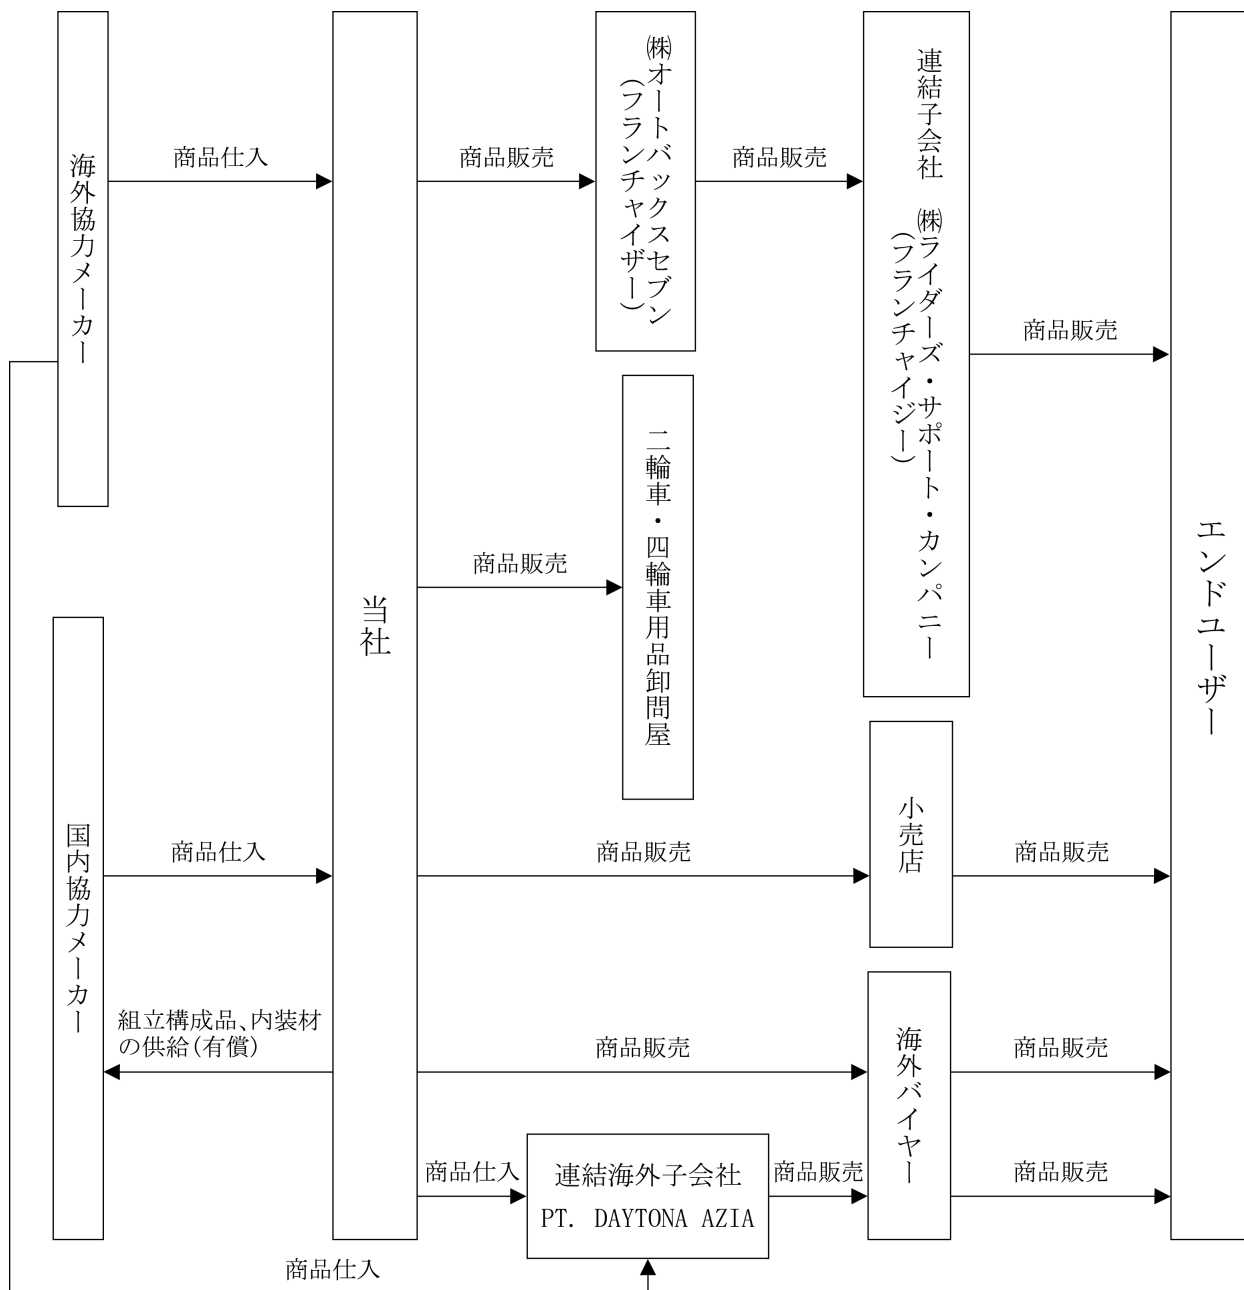 海外協力メーカー
商品仕入
当社
商品販売
㈱オートバックスセブン
(フランチャイザー)
商品販売
連結子会社 ㈱ライダーズ・サポート・カンパニー
(フランチャイジー)
商品販売
エンドユーザー
商品販売
二輪車・四輪車用品卸問屋
国内協力メーカー
商品仕入
商品販売
小売店
商品販売
組立構成品、内装材
の供給(有償)
商品販売
海外バイヤー
商品販売
商品仕入
連結海外子会社
PT. DAYTONA AZIA
商品販売
商品販売
商品仕入